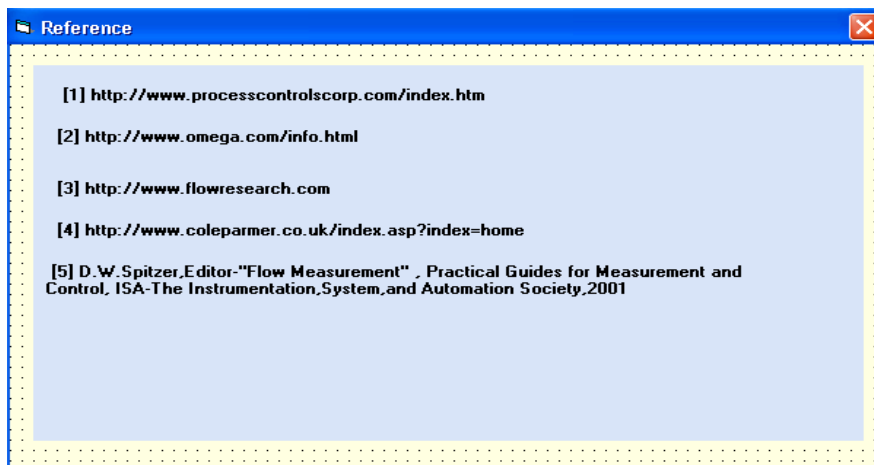 Reference
[1] http://www.processcontrolscorp.com/index.htm
[2] http://www.omega.com/info.html
[3] http://www.flowresearch.com
[4] http://www.coleparmer.co.uk/index.asp?index=home
[5] D.W.Spitzer,Editor-"Flow Measurement" , Practical Guides for Measurement and
Control, ISA-The Instrumentation,System,and Automation Society,2001